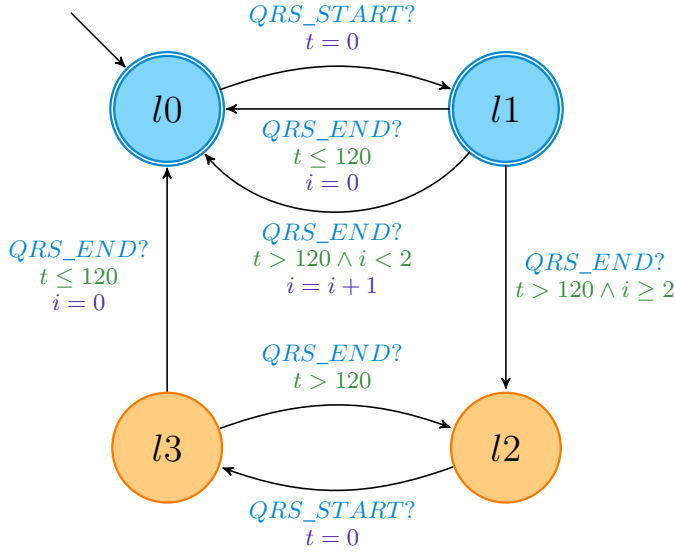 QRS_START?
t = 0
l0
l1
QRS_END?
t ≤ 120
i = 0
QRS_END?
t > 120 ∧ i < 2
i = i + 1
QRS_END?
t ≤ 120
i = 0
QRS_END?
t > 120 ∧ i ≥ 2
QRS_END?
t > 120
l3
l2
QRS_START?
t = 0